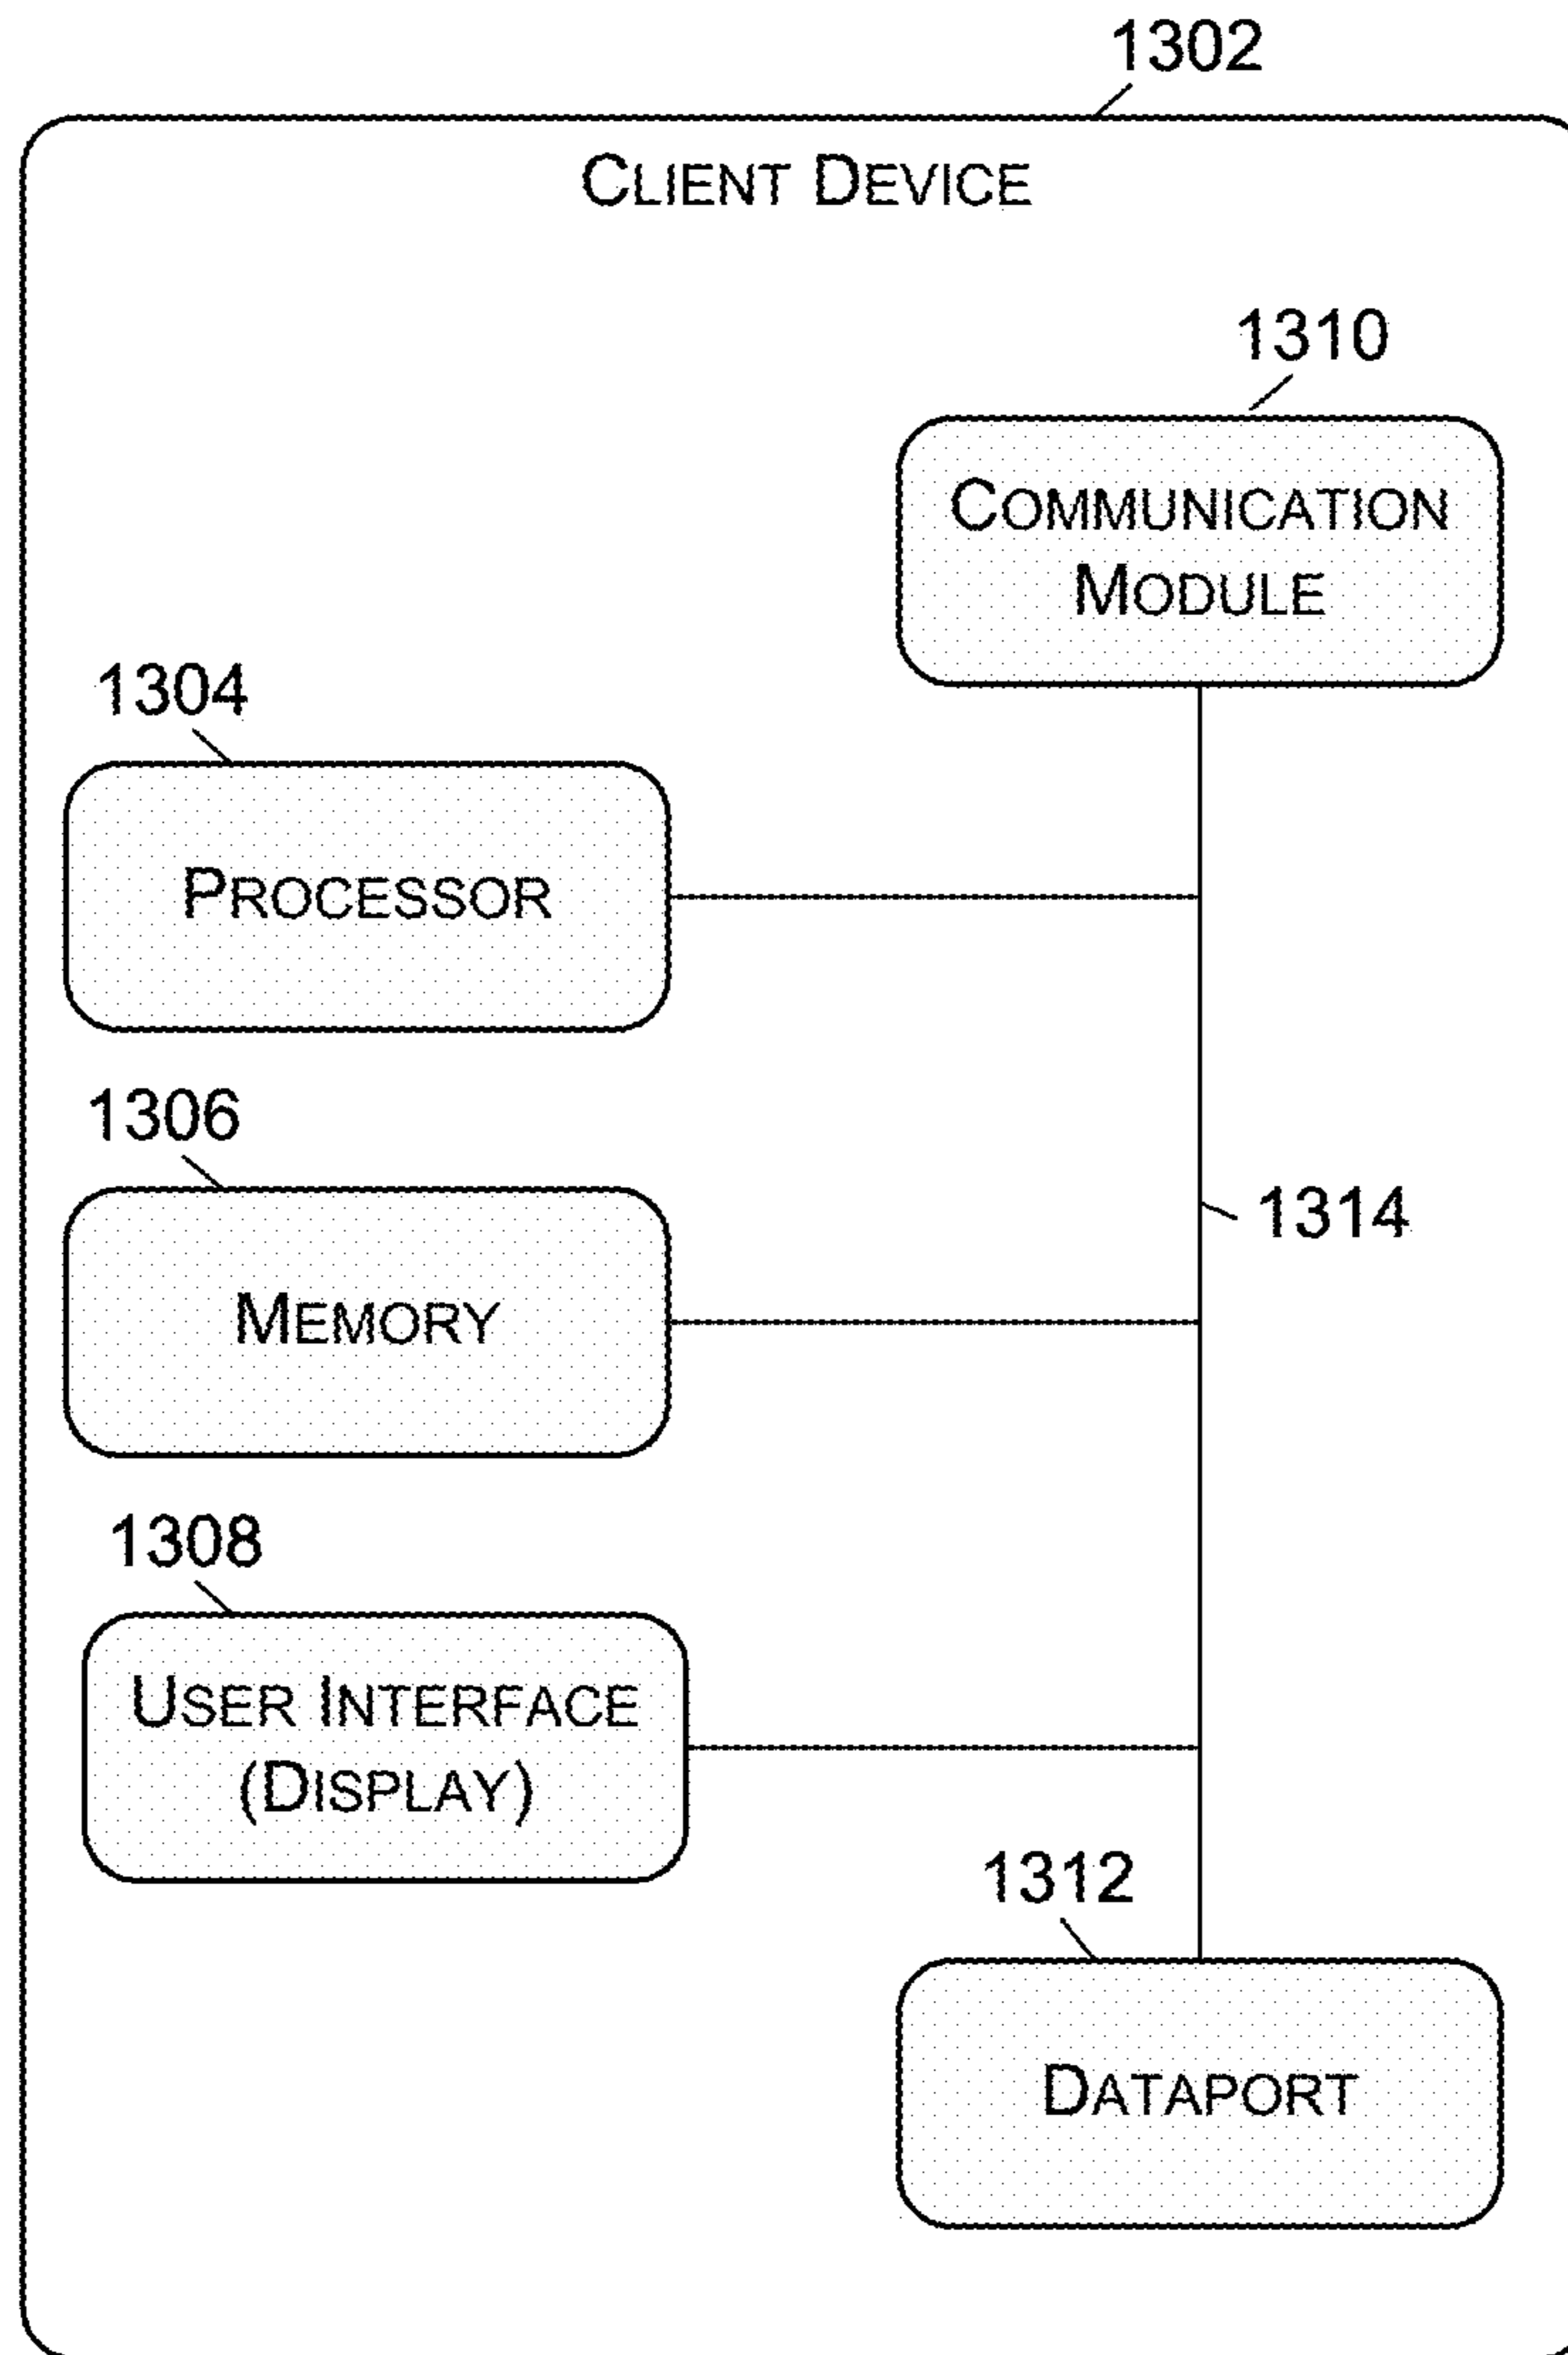 1302
CLIENT DEVICE
1310
COMMUNICATION
MODULE
1304
PROCESSOR
1306
1314
MEMORY
1308
USER INTERFACE
(DISPLAY)
1312
DATAPORT